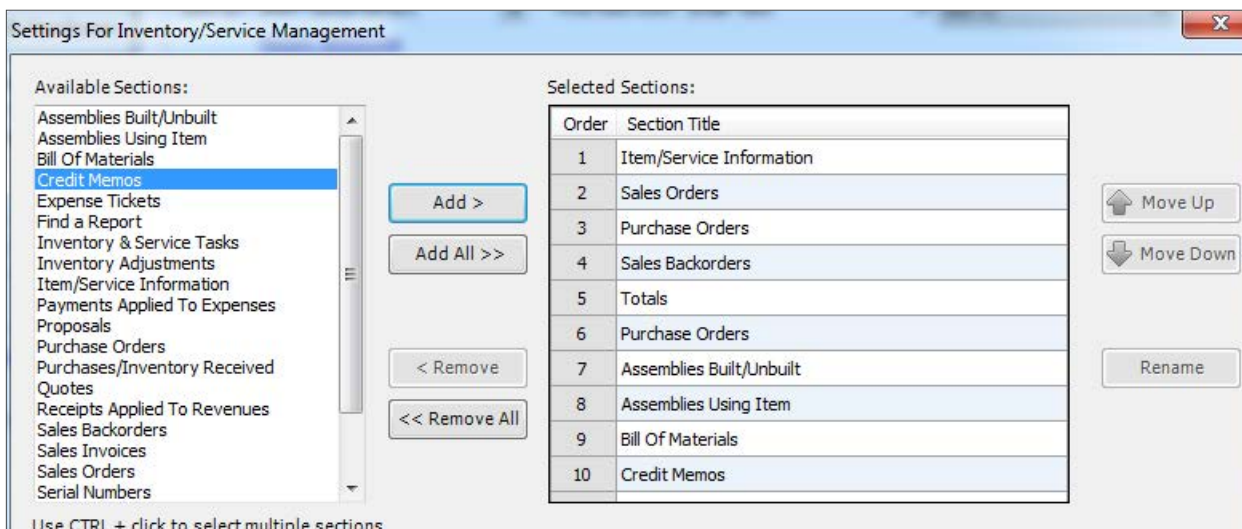 Settings For Inventory/Service Management
Available Sections:
Assemblies Built/Unbuilt
Assemblies Using Item
Bill Of Materials
Credit Memos
Expense Tickets
Find a Report
Inventory & Service Tasks
Inventory Adjustments
Item/Service Information
Payments Applied To Expenses
Proposals
Purchase Orders
Purchases/Inventory Received
Quotes
Receipts Applied To Revenues
Sales Backorders
Sales Invoices
Sales Orders
Serial Numbers
Use CTRL + click to select multiple sections
Add >
Add All >>
< Remove
<< Remove All
Selected Sections:
Order Section Title
1 Item/Service Information
2 Sales Orders
3 Purchase Orders
4 Sales Backorders
5 Totals
6 Purchase Orders
7 Assemblies Built/Unbuilt
8 Assemblies Using Item
9 Bill Of Materials
10 Credit Memos
Move Up
Move Down
Rename